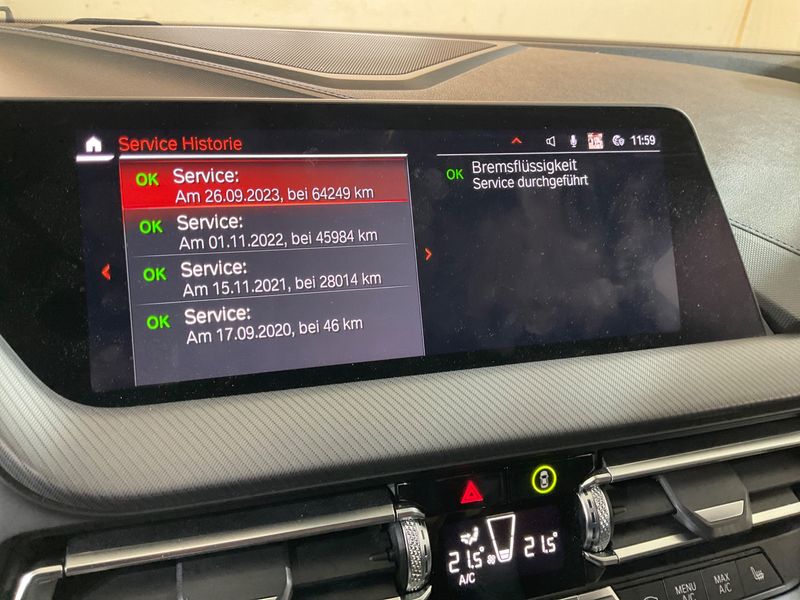 Service Historie
11:59
OK Service:
Am 26.09.2023, bei 64249 km
OK Service:
Am 01.11.2022, bei 45984 km
OK Service:
Am 15.11.2021, bei 28014 km
OK Service:
Am 17.09.2020, bei 46 km
OK Bremsflüssigkeit
Service durchgeführt
21.5° 21.5°
A/C
MENU
A/C
MAX
A/C